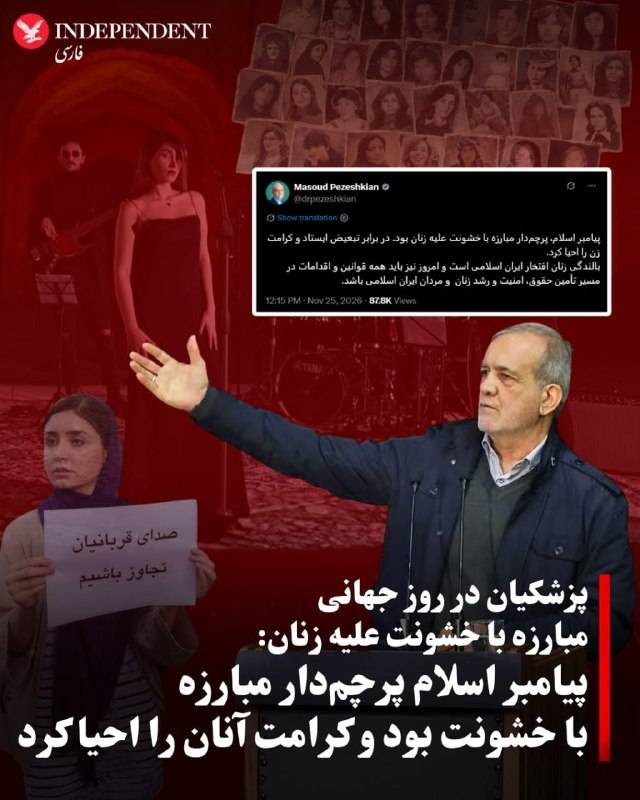 INDEPENDENT
فارسی
Masoud Pezeshkian
@drpezeshkian
Show translation
پیامبر اسلام، پرچم‌دار مبارزه با خشونت علیه زنان بود. در برابر تبعیض ایستاد و کرامت
زن را احیا کرد.
بالندگی زنان افتخار ایران اسلامی است و امروز نیز باید همه قوانین و اقدامات در
مسیر تأمین حقوق، امنیت و رشد زنان و مردان ایران اسلامی باشد.
12:15 PM · Nov 25, 2026 · 87.8K Views
صدای قربانیان
تجاوز باشیم
پزشکیان در روز جهانی
مبارزه با خشونت علیه زنان:
پیامبر اسلام پرچم‌دار مبارزه
با خشونت بود و کرامت آنان را احیا کرد